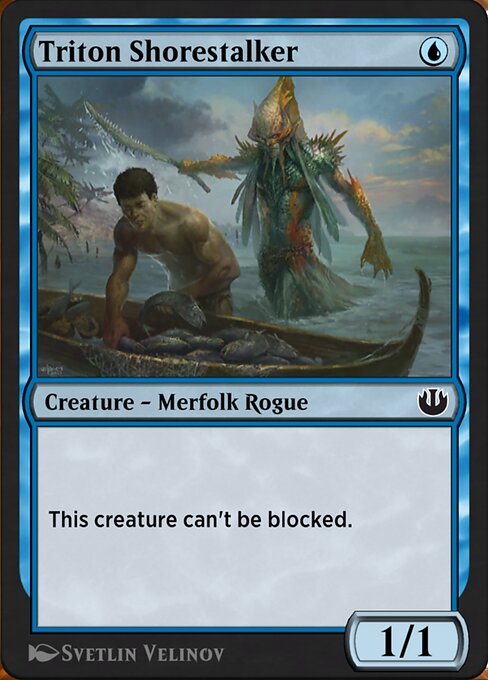 Triton Shorestalker
Creature – Merfolk Rogue
This creature can't be blocked.
1/1
Svetlin Velinov